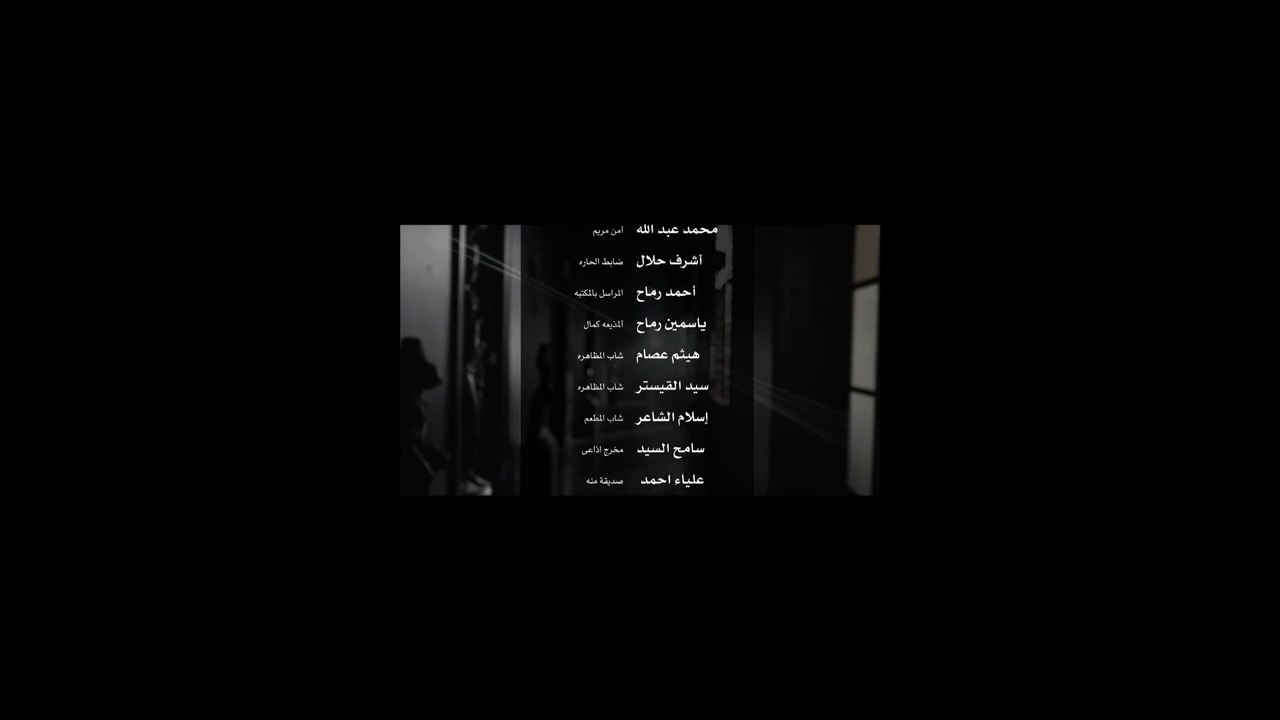 محمد عبد الله أمن مريم
أشرف حلال ضابط الحاره
أحمد رماح المراسل بالمكتبه
ياسمين رماح المذيعه كمال
هيثم عصام شاب المظاهره
سيد القيستر شاب المظاهره
إسلام الشاعر شاب المطعم
سامح السيد مخرج اذاعى
علياء احمد صديقة منه